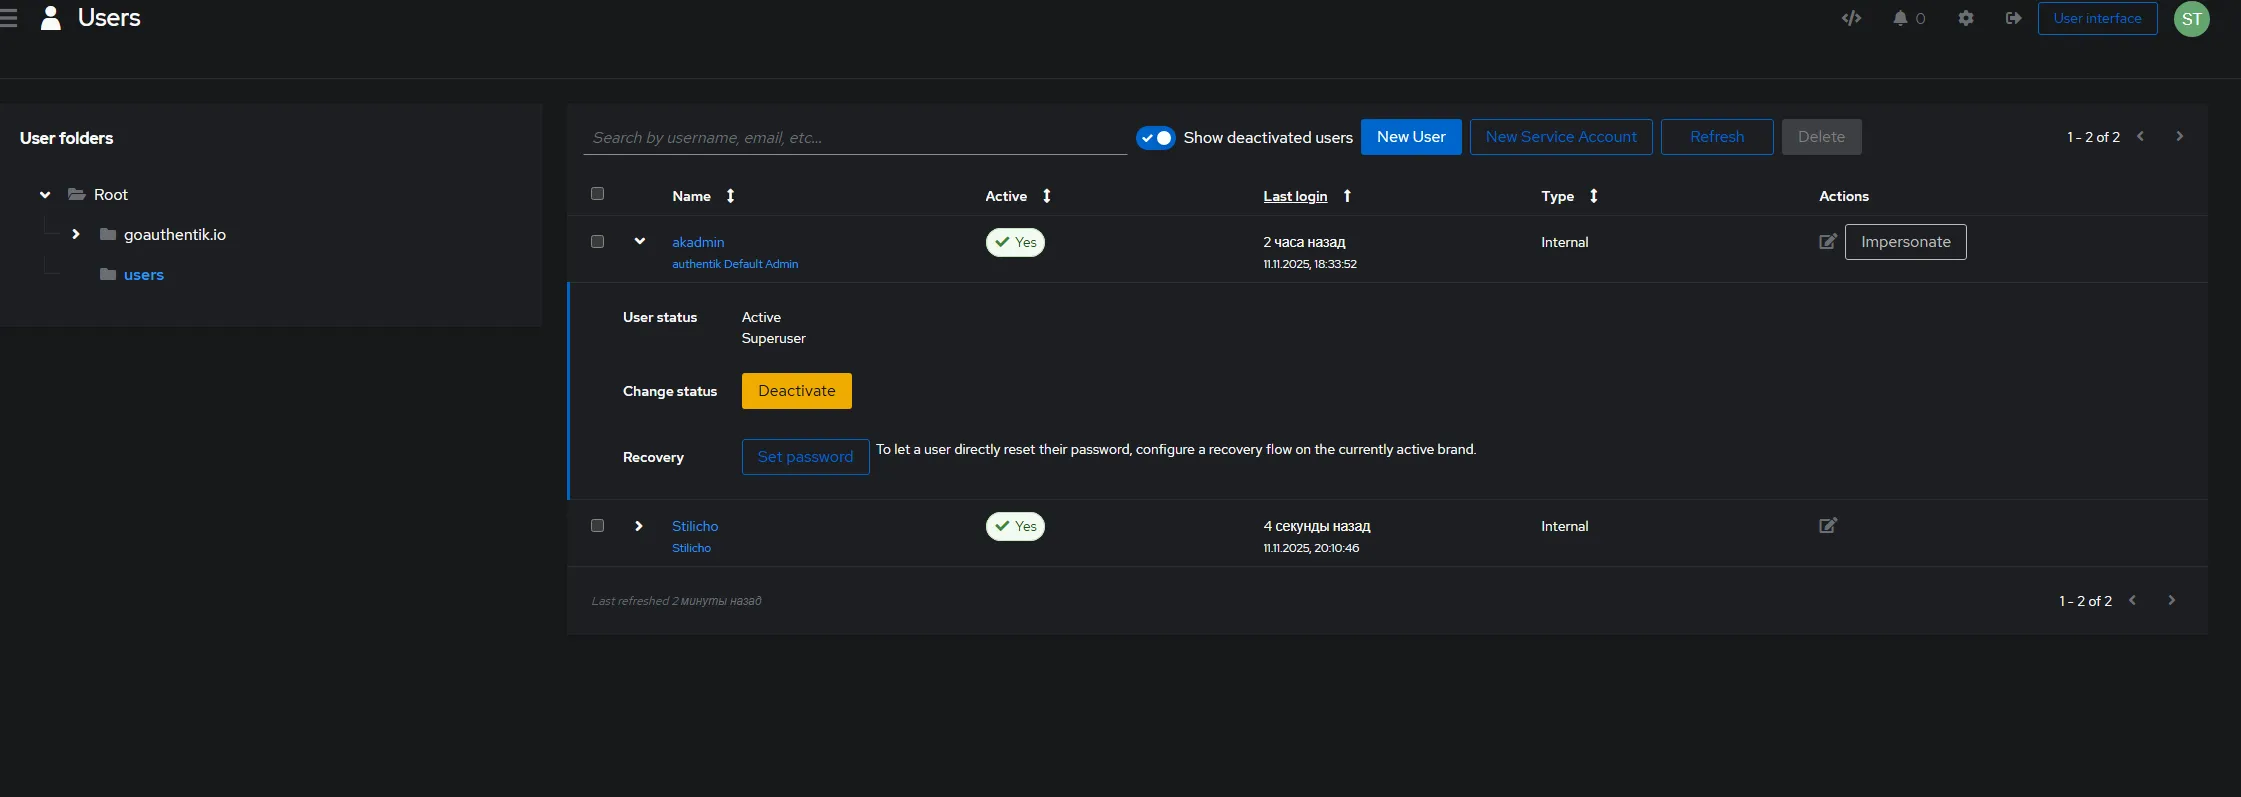 Users
0
User interface
ST
User folders
Root
goauthentik.io
users
Search by username, email, etc...
Show deactivated users
New User
New Service Account
Refresh
Delete
1 - 2 of 2
Name
Active
Last login
Type
Actions
akadmin
authentik Default Admin
Yes
2 часа назад
11.11.2025, 18:33:52
Internal
Impersonate
User status
Active
Superuser
Change status
Deactivate
Recovery
Set password
To let a user directly reset their password, configure a recovery flow on the currently active brand.
Stilicho
Stilicho
Yes
4 секунды назад
11.11.2025, 20:10:46
Internal
Last refreshed 2 минуты назад
1 - 2 of 2